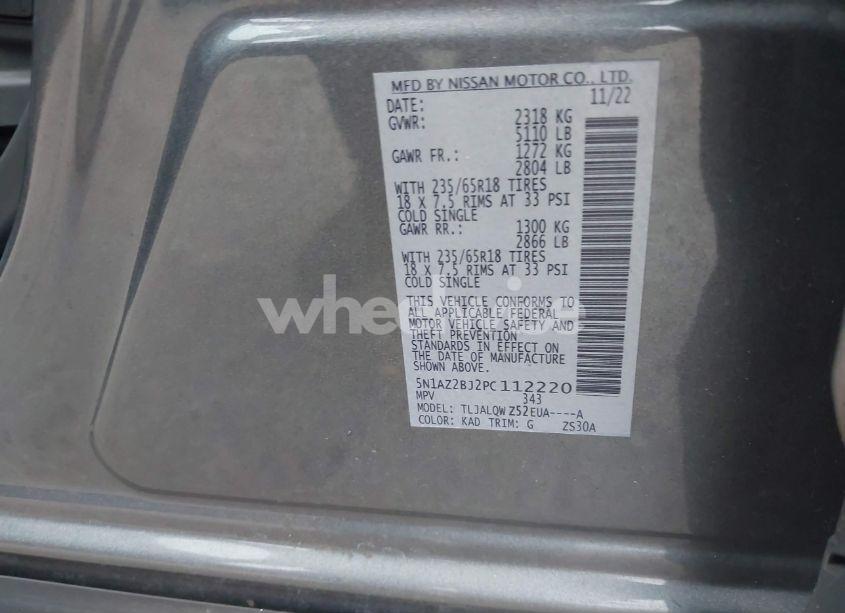 MFD BY NISSAN MOTOR CO., LTD.
DATE: 11/22
GVWR: 2318 KG
5110 LB
GAWR FR.: 1272 KG
2804 LB
WITH 235/65R18 TIRES
18 X 7.5 RIMS AT 33 PSI
COLD SINGLE
GAWR RR.: 1300 KG
2866 LB
WITH 235/65R18 TIRES
18 X 7.5 RIMS AT 33 PSI
COLD SINGLE
THIS VEHICLE CONFORMS TO
ALL APPLICABLE FEDERAL
MOTOR VEHICLE SAFETY AND
THEFT PREVENTION
STANDARDS IN EFFECT ON
THE DATE OF MANUFACTURE
SHOWN ABOVE.
5N1AZ2BJ2PC112220
MPV 343
MODEL: TLJALQWZ52EUA----A
COLOR: KAD TRIM: G ZS30A